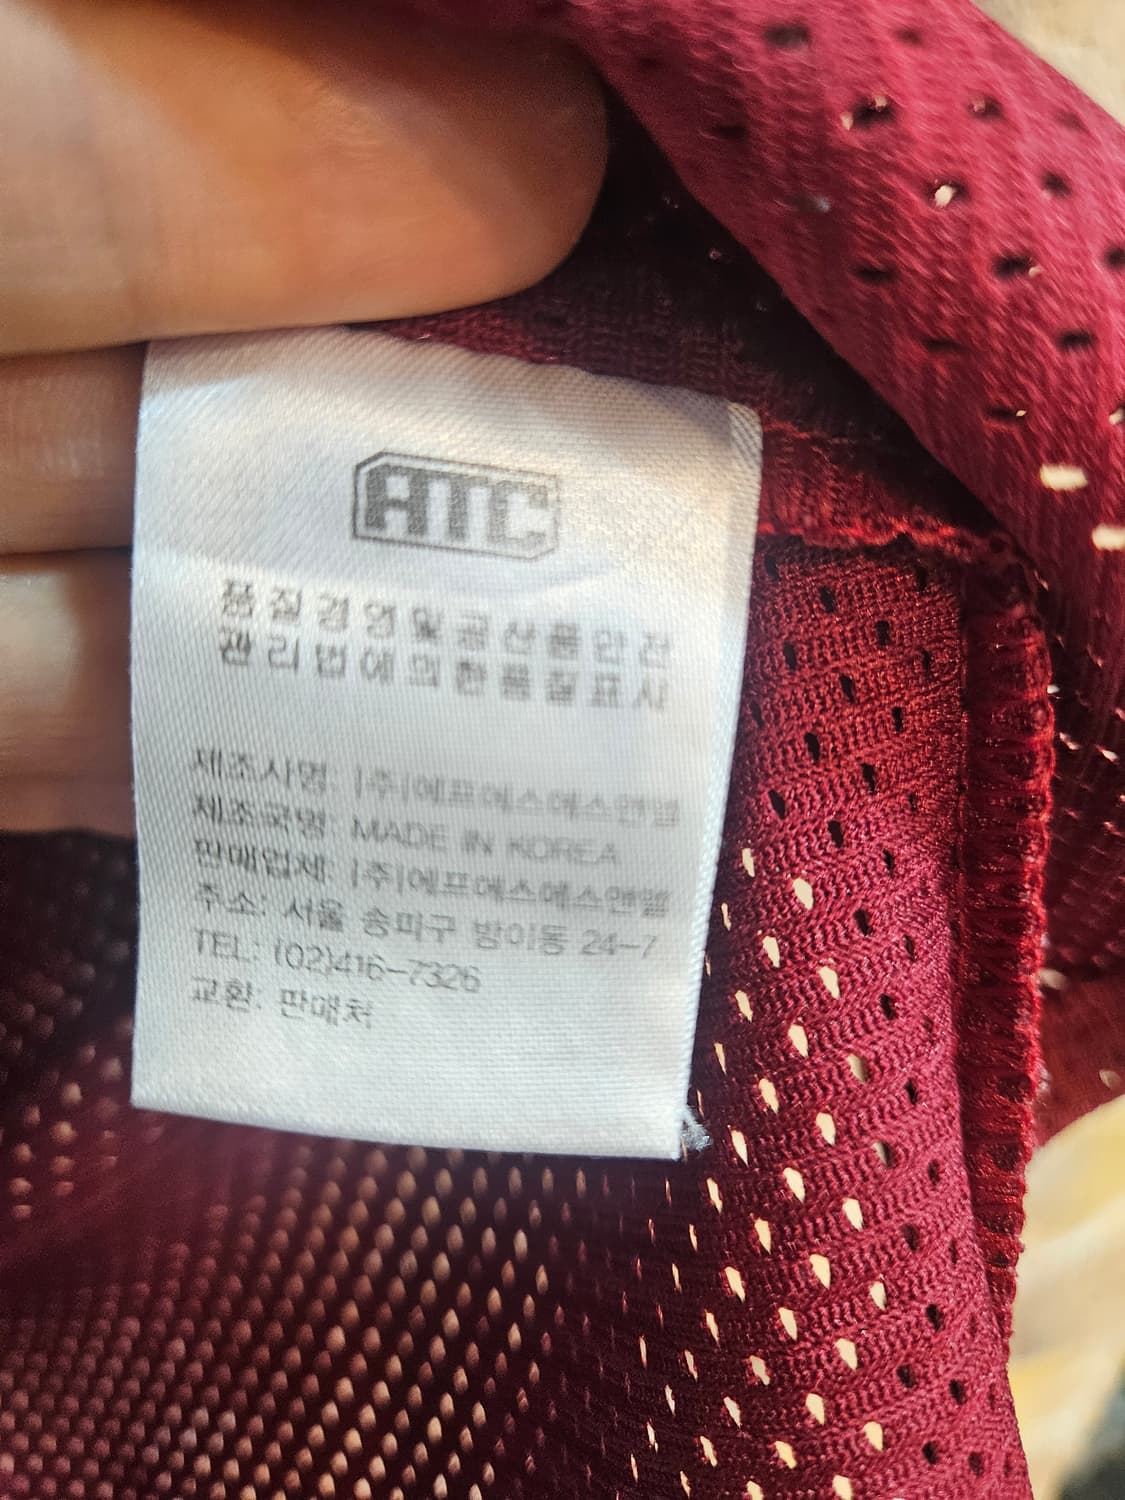 ATC
품질경영및공산품안전
관리법에의한품질표시
제조사명: (주)에프에스에스앤엘
제조국명: MADE IN KOREA
판매업체: (주)에프에스에스앤엘
주소: 서울 송파구 방이동 24-7
TEL: (02)416-7326
교환: 판매처